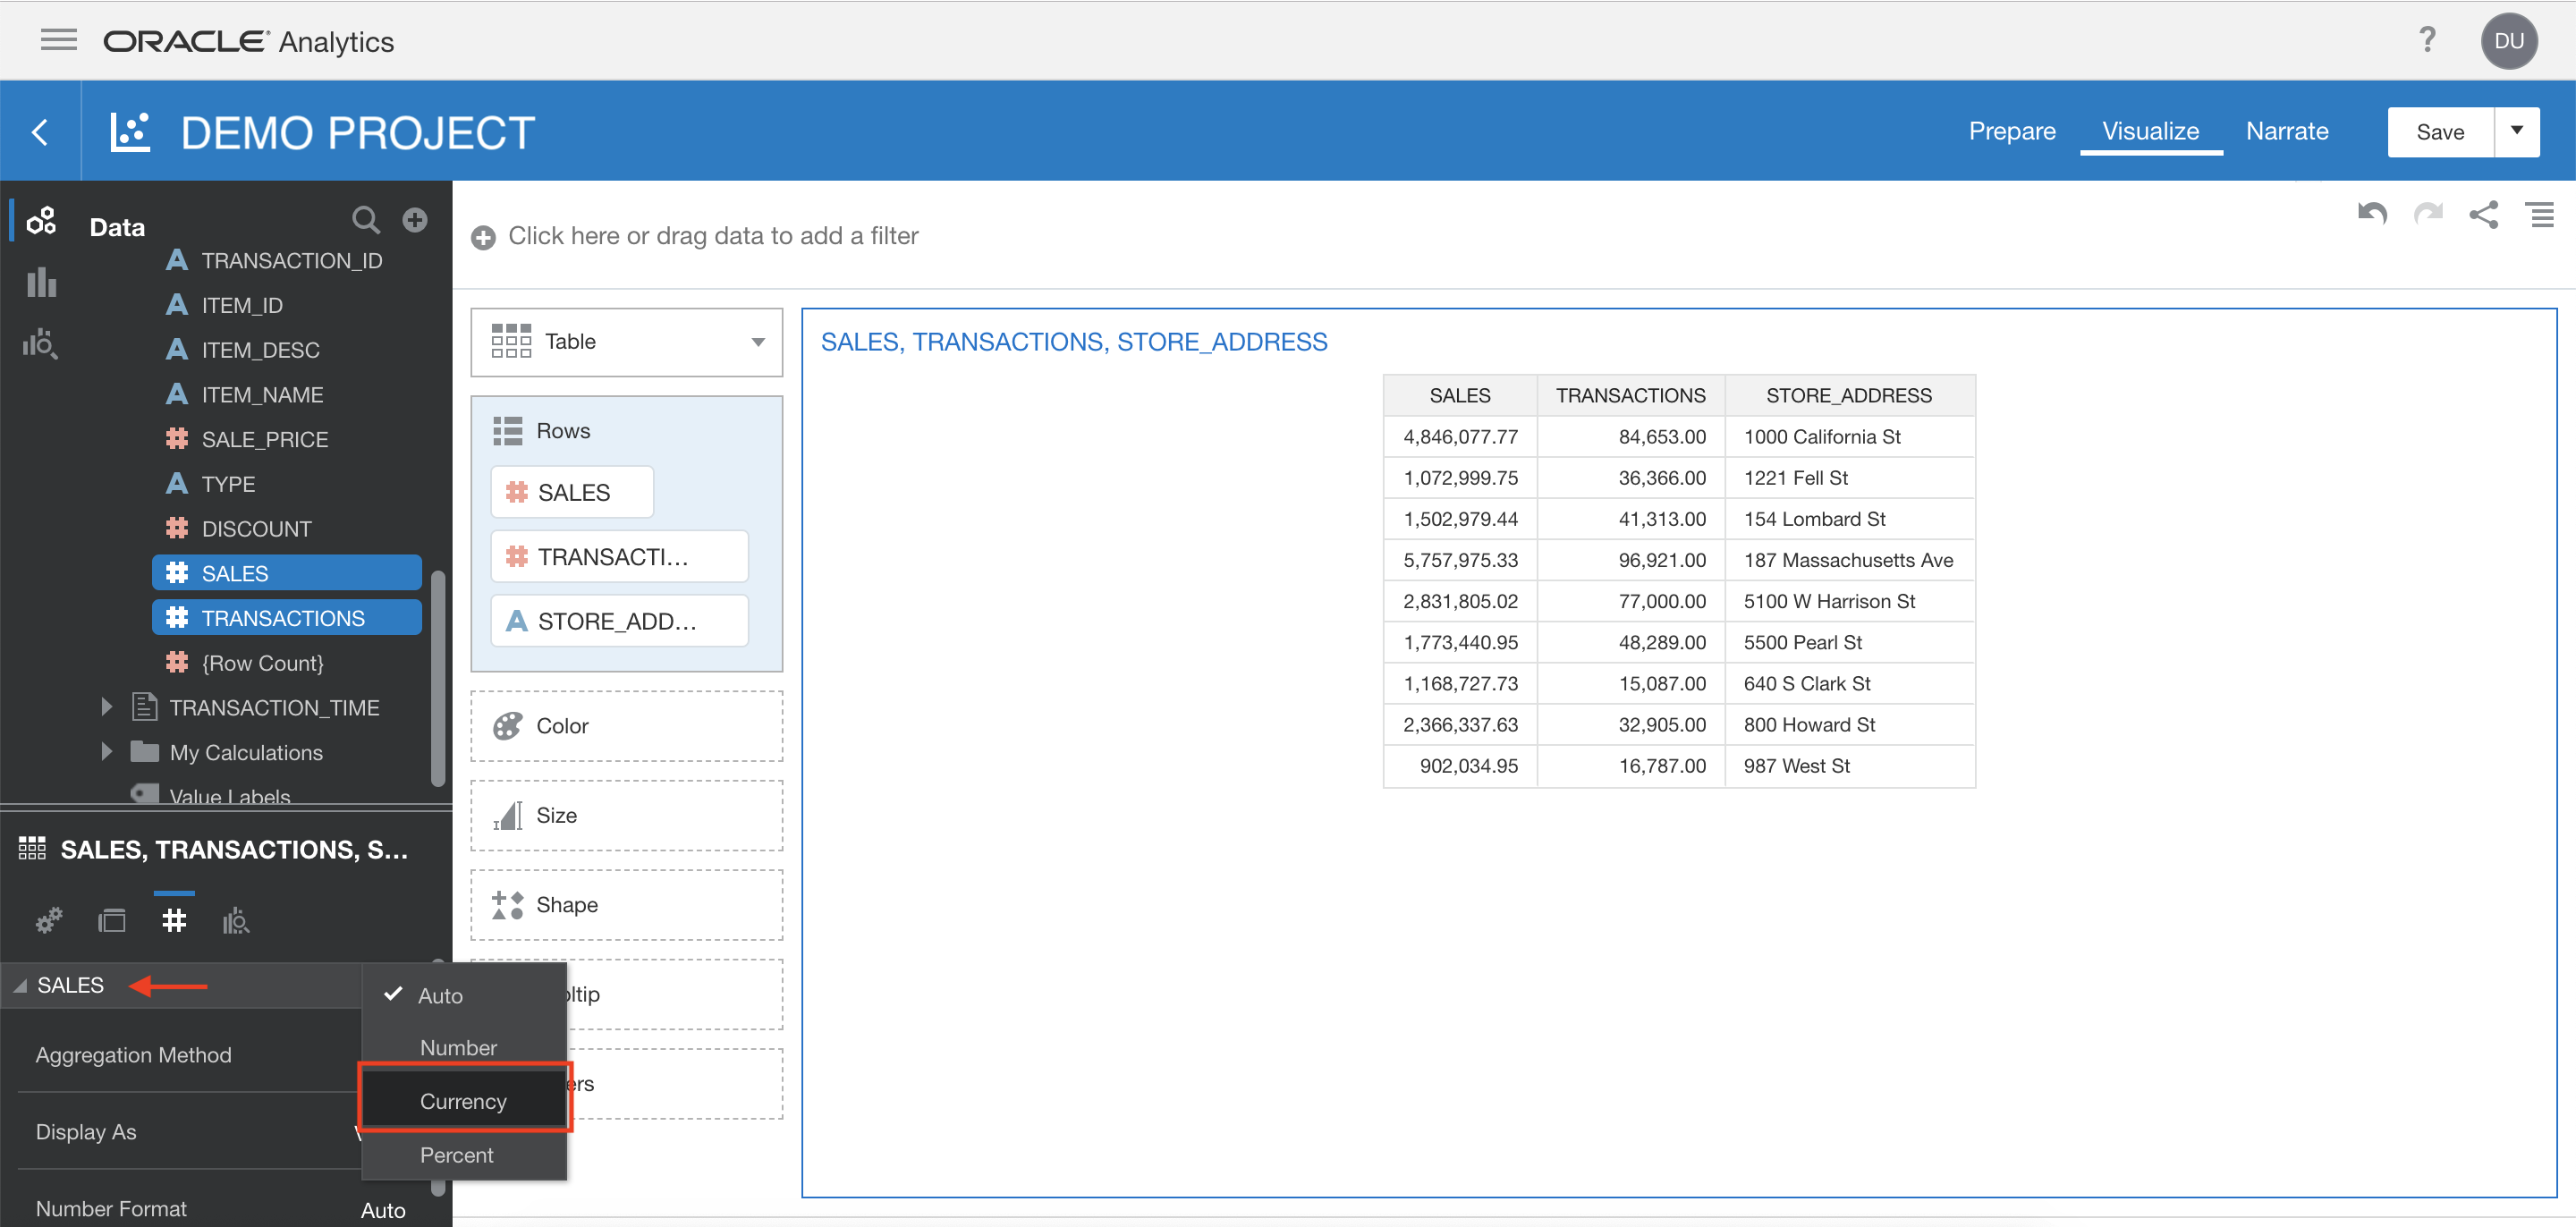 ORACLE® Analytics
?
DU
DEMO PROJECT
Prepare
Visualize
Narrate
Save
Data
TRANSACTION_ID
ITEM_ID
ITEM_DESC
ITEM_NAME
SALE_PRICE
TYPE
DISCOUNT
SALES
TRANSACTIONS
{Row Count}
TRANSACTION_TIME
My Calculations
Value Labels
SALES, TRANSACTIONS, S...
SALES
Aggregation Method
Display As
Number Format
Auto
Auto
Number
Currency
Percent
Click here or drag data to add a filter
Table
Rows
SALES
TRANSACTI...
STORE_ADD...
Color
Size
Shape
ltip
ers
SALES, TRANSACTIONS, STORE_ADDRESS
SALES TRANSACTIONS STORE_ADDRESS
4,846,077.77 84,653.00 1000 California St
1,072,999.75 36,366.00 1221 Fell St
1,502,979.44 41,313.00 154 Lombard St
5,757,975.33 96,921.00 187 Massachusetts Ave
2,831,805.02 77,000.00 5100 W Harrison St
1,773,440.95 48,289.00 5500 Pearl St
1,168,727.73 15,087.00 640 S Clark St
2,366,337.63 32,905.00 800 Howard St
902,034.95 16,787.00 987 West St